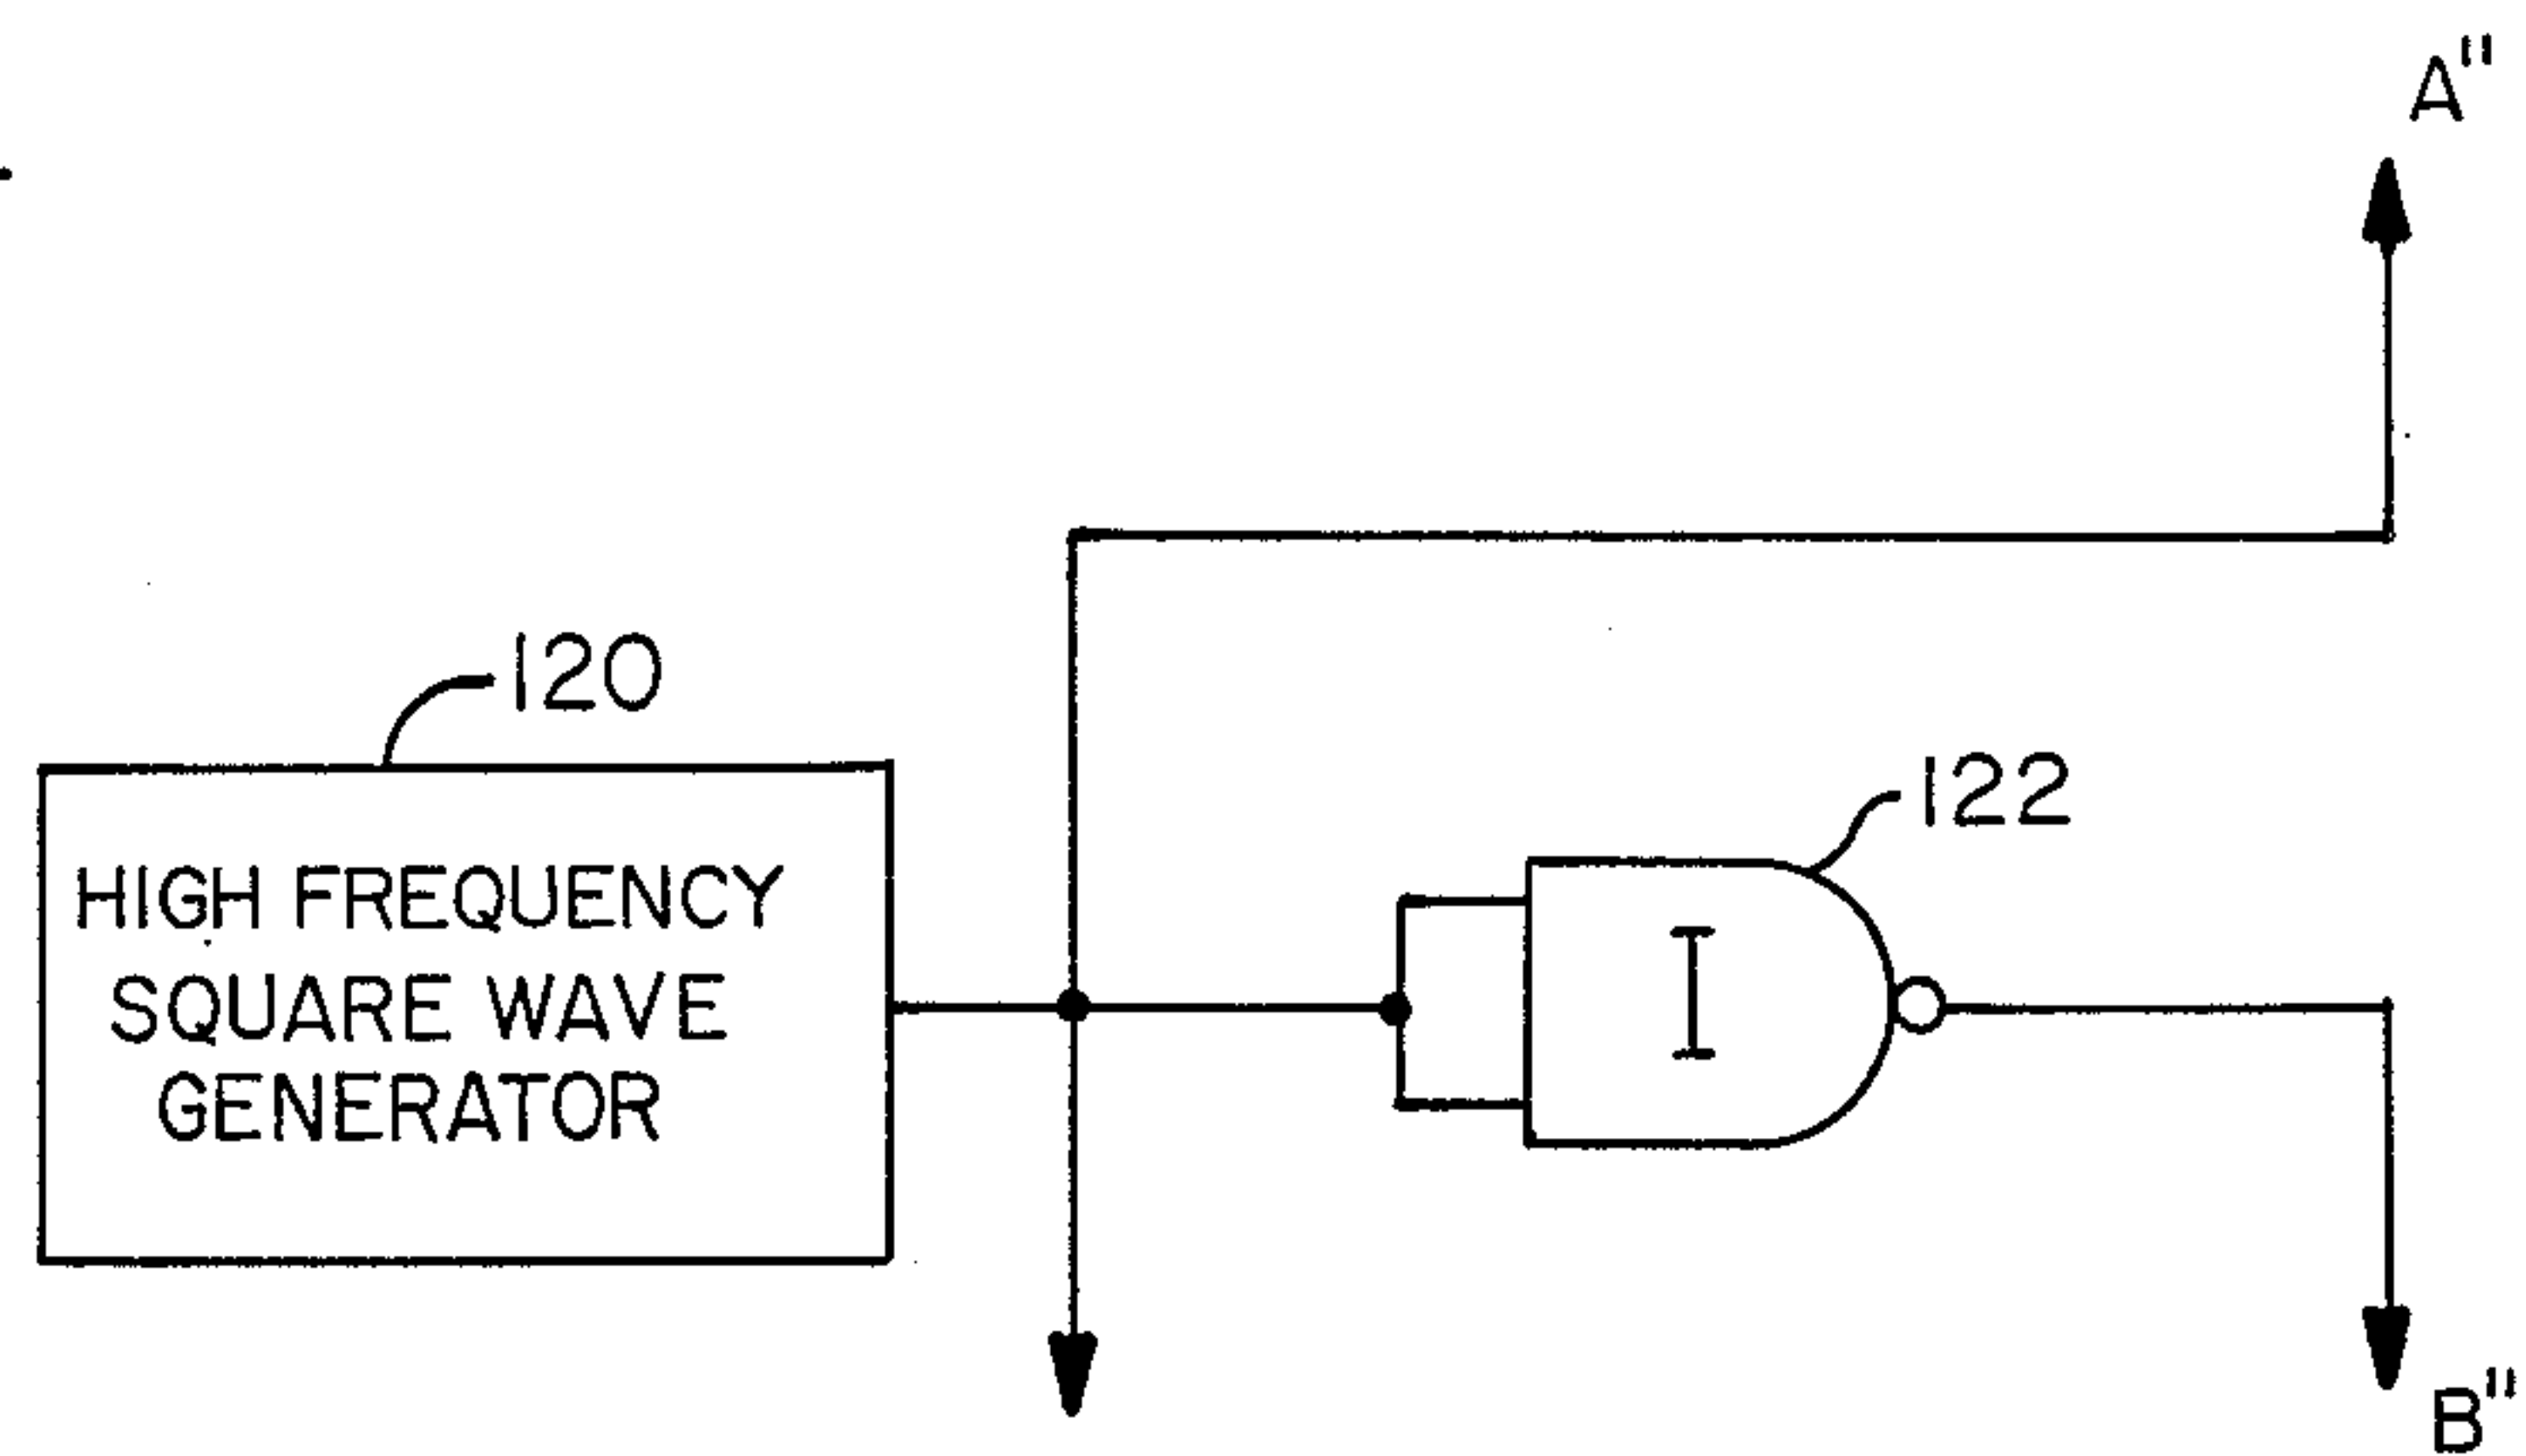 A"
120
122
HIGH FREQUENCY
SQUARE WAVE
GENERATOR
I
B"